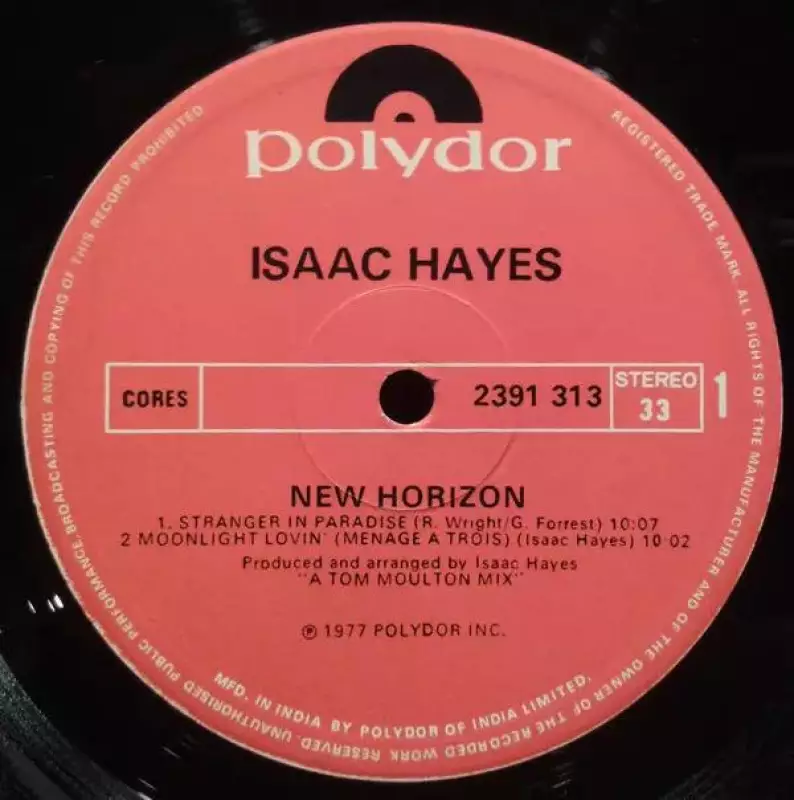 polydor
ISAAC HAYES
CORES
2391 313
STEREO
33
1
NEW HORIZON
1. STRANGER IN PARADISE (R. Wright/G. Forrest) 10:07
2 MOONLIGHT LOVIN' (MENAGE A TROIS) (Isaac Hayes) 10:02
Produced and arranged by Isaac Hayes
"A TOM MOULTON MIX"
℗ 1977 POLYDOR INC.
MFD. IN INDIA BY POLYDOR OF INDIA LIMITED.
REGISTERED TRADE MARK. ALL RIGHTS OF THE MANUFACTURER AND OF THE OWNER OF THE RECORDED WORK RESERVED. UNAUTHORISED PUBLIC PERFORMANCE, BROADCASTING AND COPYING OF THIS RECORD PROHIBITED